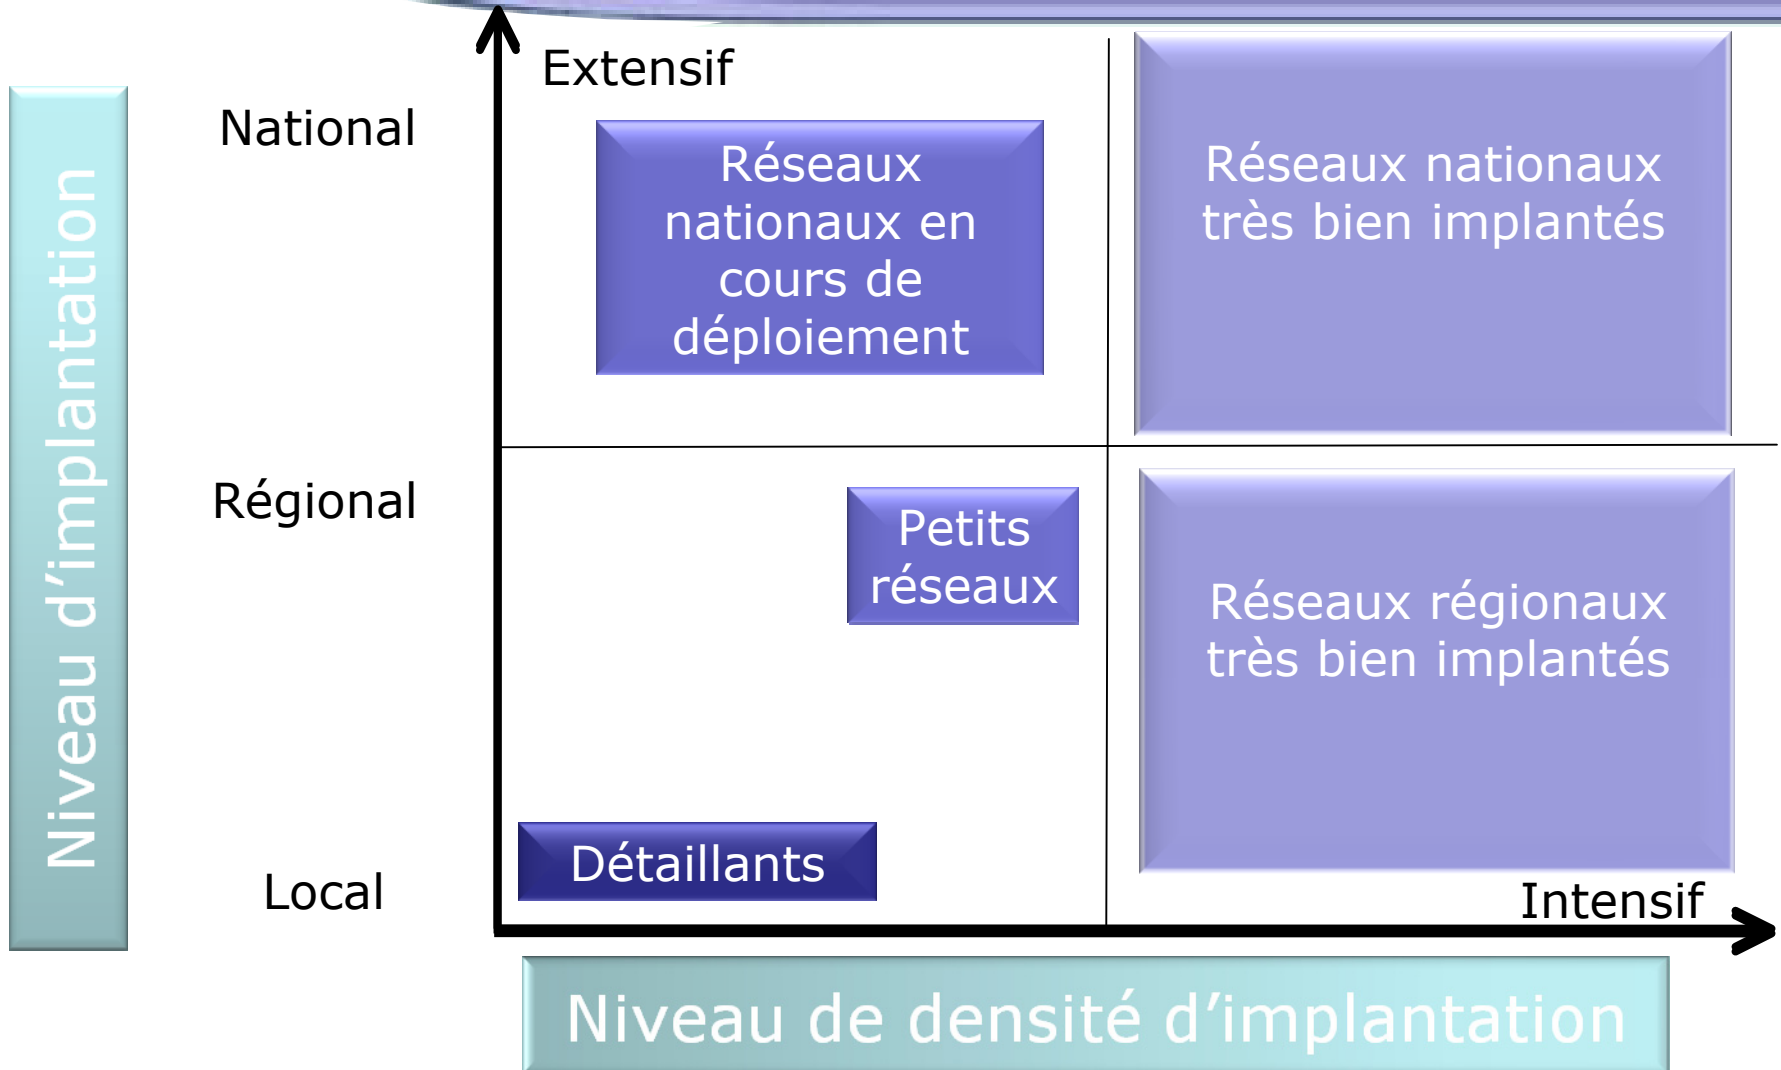 Extensif
National
Réseaux
nationaux en
cours de
déploiement
Réseaux nationaux
très bien implantés
Niveau d’implantation
Régional
Petits
réseaux
Réseaux régionaux
très bien implantés
Détaillants
Local
Intensif
Niveau de densité d’implantation